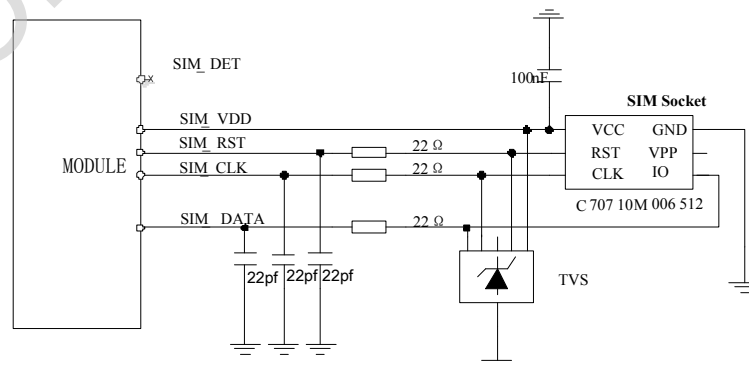 SIM_DET
100nF
SIM Socket
SIM_VDD
VCC GND
SIM_RST
22 Ω
RST VPP
MODULE
SIM_CLK
22 Ω
CLK IO
C 707 10M 006 512
SIM_DATA
22 Ω
22pf 22pf 22pf
TVS